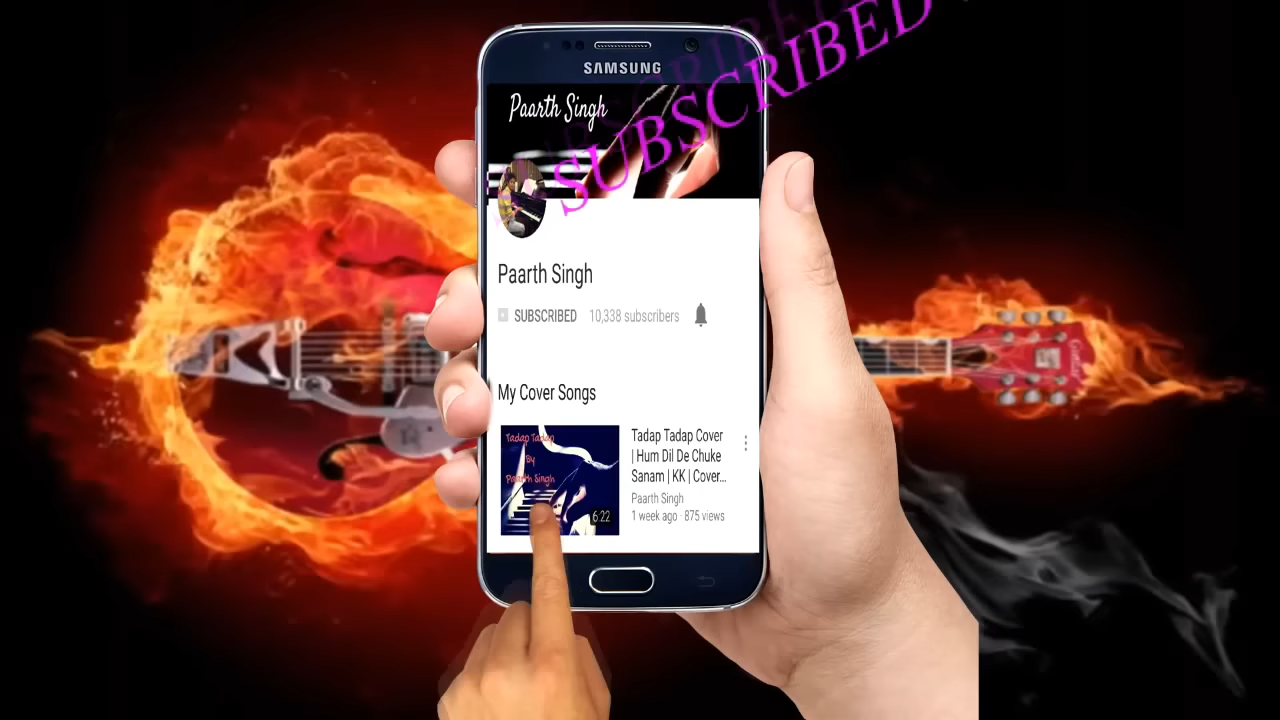 SUBSCRIBED
SAMSUNG
Paarth Singh
Paarth Singh
SUBSCRIBED 10,338 subscribers
My Cover Songs
Tadap Tadap
By
Paarth Singh
6:22
Tadap Tadap Cover
| Hum Dil De Chuke
Sanam | KK | Cover...
Paarth Singh
1 week ago · 875 views